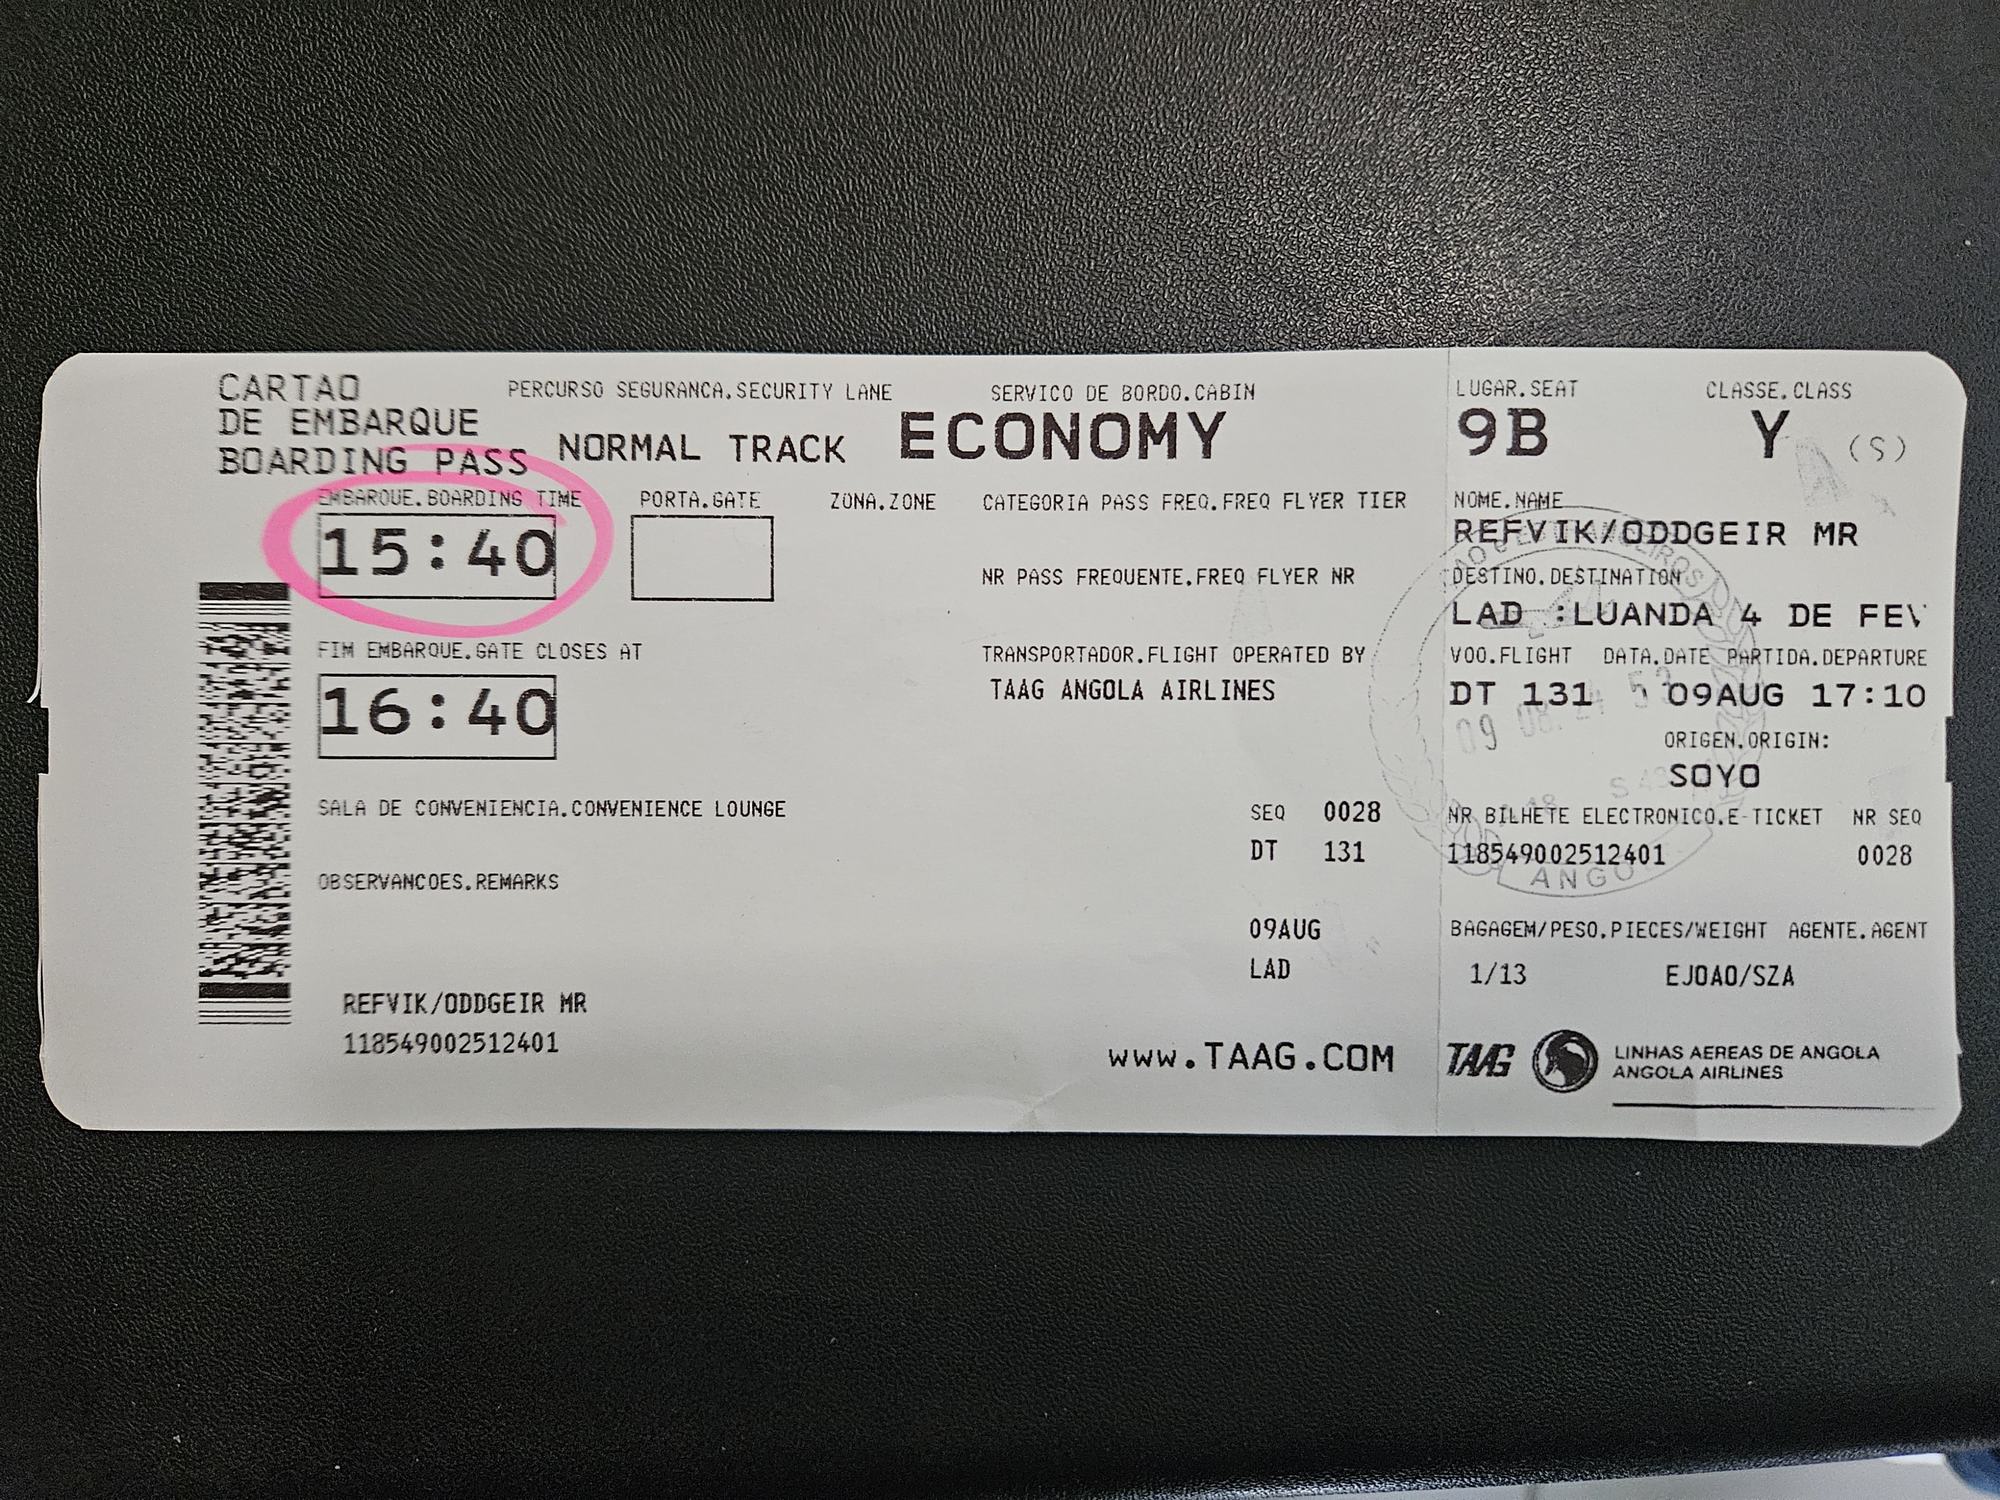 CARTAO
DE EMBARQUE
BOARDING PASS
PERCURSO SEGURANCA.SECURITY LANE
NORMAL TRACK
SERVICO DE BORDO.CABIN
ECONOMY
EMBARQUE.BOARDING TIME
15:40
PORTA.GATE
ZONA.ZONE
CATEGORIA PASS FREQ.FREQ FLYER TIER
NR PASS FREQUENTE.FREQ FLYER NR
FIM EMBARQUE.GATE CLOSES AT
16:40
TRANSPORTADOR.FLIGHT OPERATED BY
TAAG ANGOLA AIRLINES
SALA DE CONVENIENCIA.CONVENIENCE LOUNGE
OBSERVANCOES.REMARKS
SEQ 0028
DT 131
09AUG
LAD
REFVIK/ODDGEIR MR
118549002512401
www.TAAG.COM
LUGAR.SEAT CLASSE.CLASS
9B Y (S)
NOME.NAME
REFVIK/ODDGEIR MR
DESTINO.DESTINATION
LAD :LUANDA 4 DE FEV
VOO.FLIGHT DATA.DATE PARTIDA.DEPARTURE
DT 131 09AUG 17:10
ORIGEN.ORIGIN:
SOYO
NR BILHETE ELECTRONICO.E-TICKET NR SEQ
118549002512401 0028
ANGO
BAGAGEM/PESO.PIECES/WEIGHT AGENTE.AGENT
1/13 EJOAO/SZA
TAAG LINHAS AEREAS DE ANGOLA
ANGOLA AIRLINES